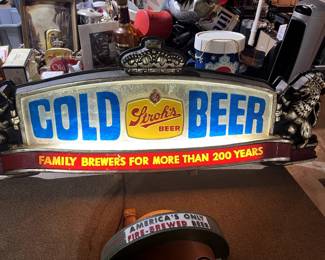 COLD Stroh's BEER
BEER
FAMILY BREWERS FOR MORE THAN 200 YEARS
AMERICA'S ONLY
FIRE-BREWED BEER